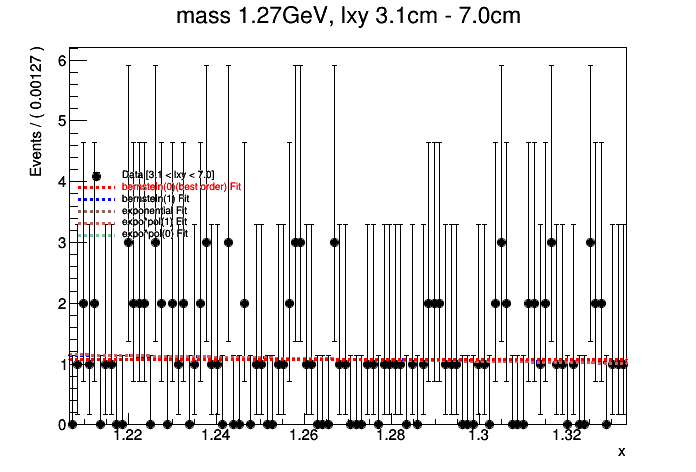 mass 1.27GeV, lxy 3.1cm - 7.0cm
Events / ( 0.00127 )
6
5
4
3
2
1
0
Data [3.1 < lxy < 7.0]
bernstein(0)(best order) Fit
bernstein(1) Fit
exponential Fit
expo*pol(1) Fit
expo*pol(0) Fit
1.22 1.24 1.26 1.28 1.3 1.32
x